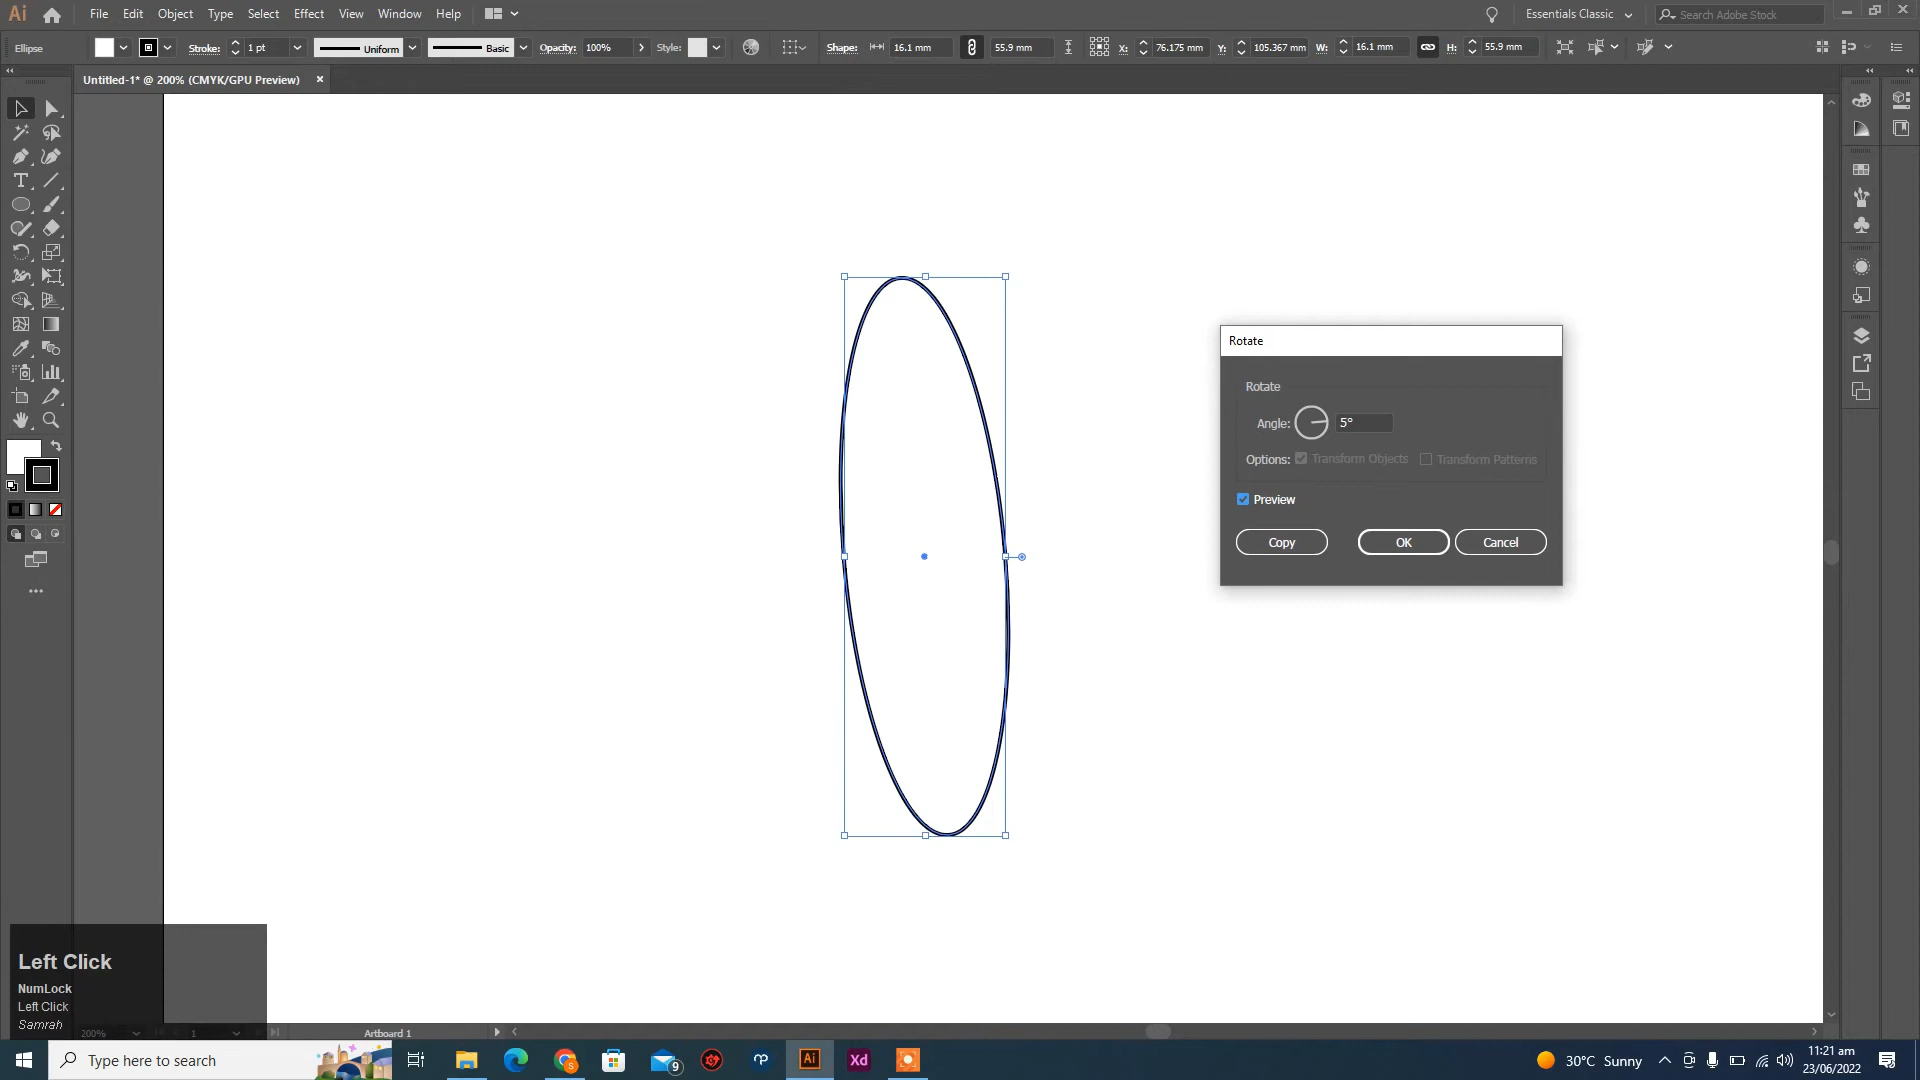 Ai File Edit Object Type Select Effect View Window Help Essentials Classic Search Adobe Stock
Ellipse Stroke: 1 pt Uniform Basic Opacity: 100% Style: Shape: 16.1 mm 55.9 mm X: 76.175 mm Y: 105.367 mm W: 16.1 mm H: 55.9 mm
Untitled-1* @ 200% (CMYK/GPU Preview) ×
Rotate
Rotate
Angle: 5°
Options: Transform Objects Transform Patterns
Preview
Copy OK Cancel
Left Click
NumLock
Left Click
Samrah
200% 1 Artboard 1
Type here to search 9 Ai Xd 30°C Sunny
11:21 am
23/06/2022